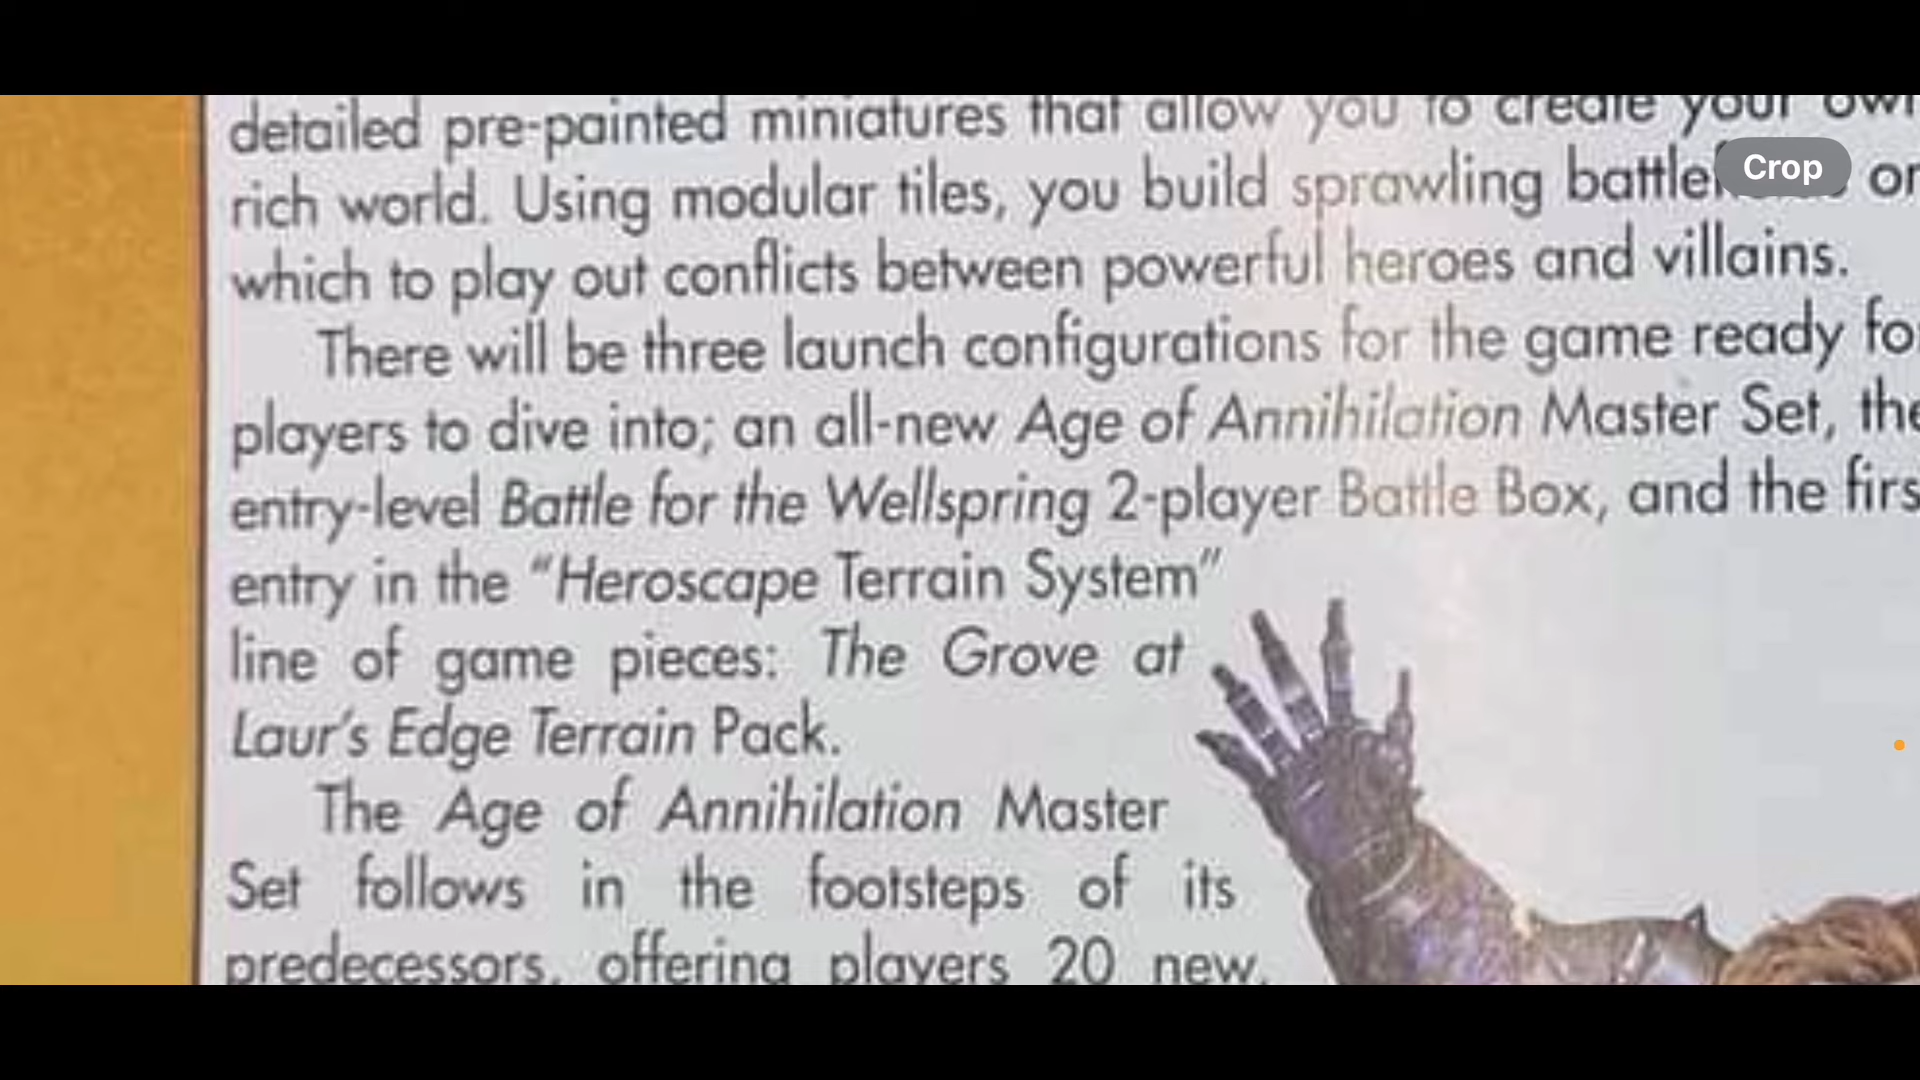 detailed pre-painted miniatures that allow you to create your own
rich world. Using modular tiles, you build sprawling on
Crop
which to play out conflicts between powerful heroes and villains.
There will be three launch configurations for the game ready for
players to dive into; an all-new Age of Annihilation Master Set, the
entry-level Battle for the Wellspring 2-player Battle Box, and the first
entry in the “Heroscape Terrain System”
line of game pieces: The Grove at
Laur’s Edge Terrain Pack.
The Age of Annihilation Master
Set follows in the footsteps of its
predecessors, offering players 20 new,